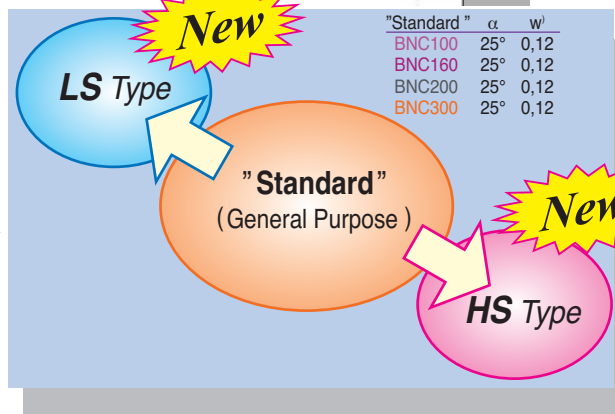 New
LS Type
"Standard" α w)
BNC100 25° 0,12
BNC160 25° 0,12
BNC200 25° 0,12
BNC300 25° 0,12
"Standard"
(General Purpose)
New
HS Type